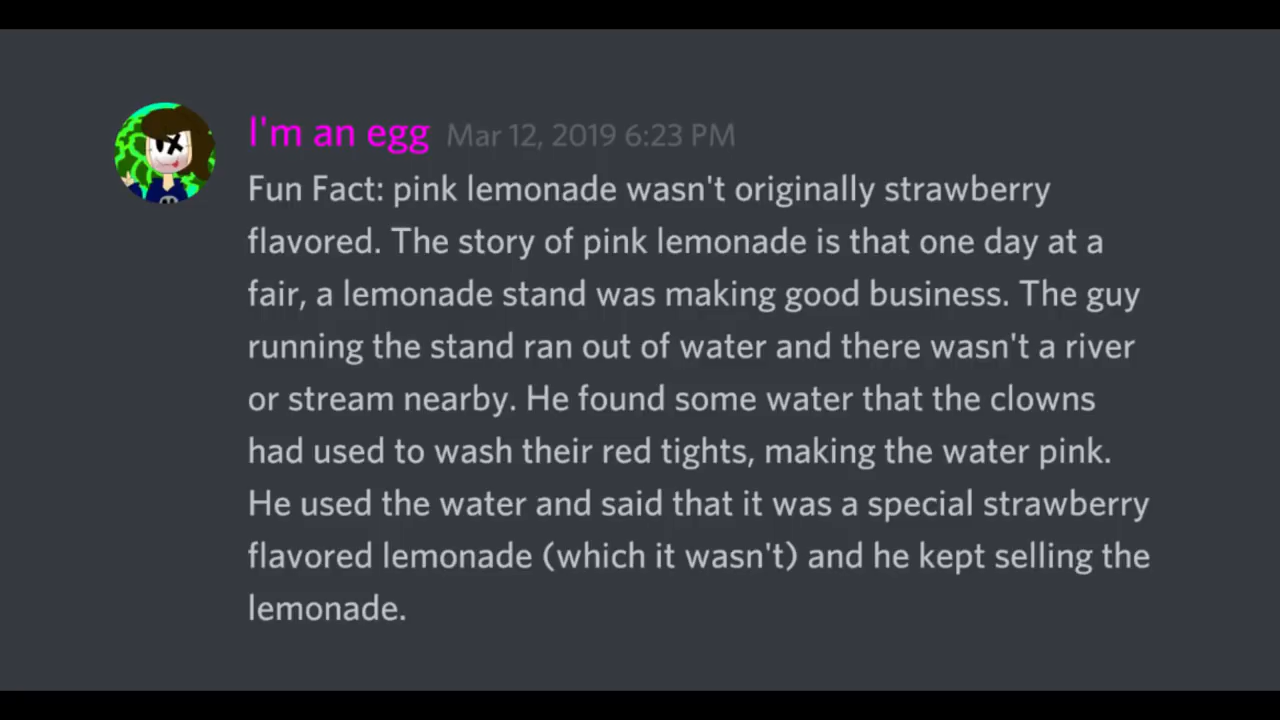 I'm an egg Mar 12, 2019 6:23 PM
Fun Fact: pink lemonade wasn't originally strawberry
flavored. The story of pink lemonade is that one day at a
fair, a lemonade stand was making good business. The guy
running the stand ran out of water and there wasn't a river
or stream nearby. He found some water that the clowns
had used to wash their red tights, making the water pink.
He used the water and said that it was a special strawberry
flavored lemonade (which it wasn't) and he kept selling the
lemonade.